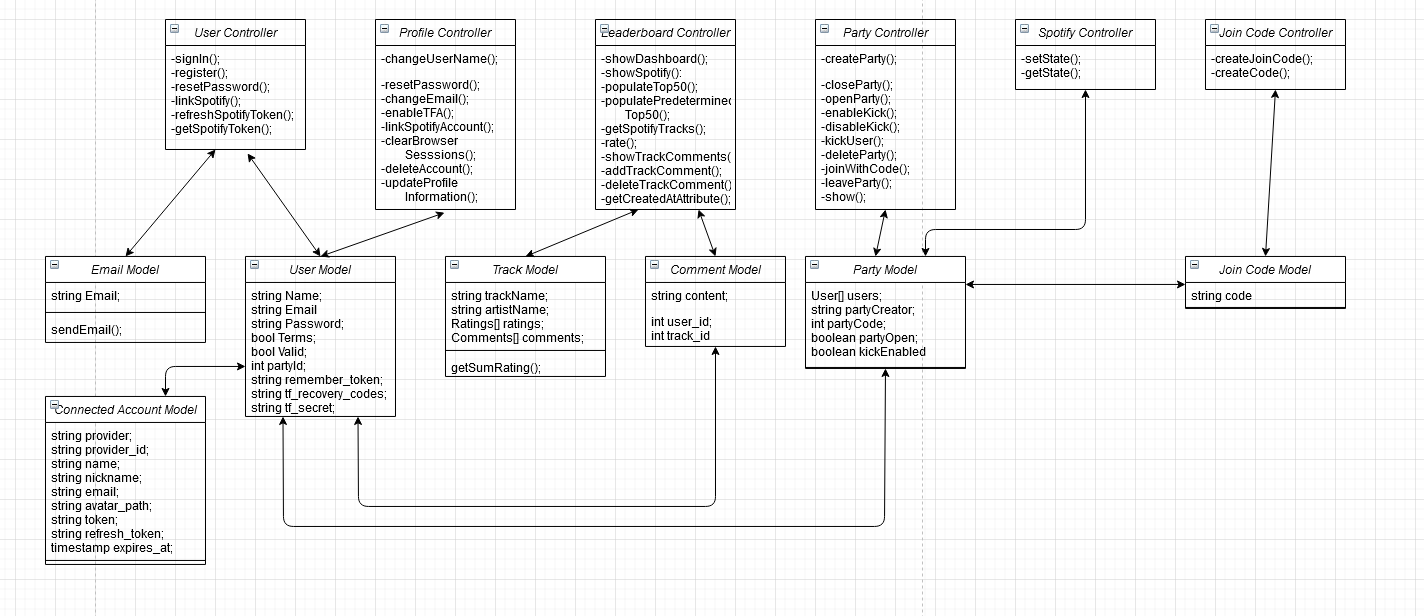 User Controller
-signIn();
-register();
-resetPassword();
-linkSpotify();
-refreshSpotifyToken();
-getSpotifyToken();
Profile Controller
-changeUserName();
-resetPassword();
-changeEmail();
-enableTFA();
-linkSpotifyAccount();
-clearBrowser
Sesssions();
-deleteAccount();
-updateProfile
Information();
Leaderboard Controller
-showDashboard();
-showSpotify():
-populateTop50();
-populatePredetermined
Top50();
-getSpotifyTracks();
-rate();
-showTrackComments(
-addTrackComment();
-deleteTrackComment()
-getCreatedAtAttribute();
Party Controller
-createParty();
-closeParty();
-openParty();
-enableKick();
-disableKick();
-kickUser();
-deleteParty();
-joinWithCode();
-leaveParty();
-show();
Spotify Controller
-setState();
-getState();
Join Code Controller
-createJoinCode();
-createCode();
Email Model
string Email;
sendEmail();
User Model
string Name;
string Email
string Password;
bool Terms;
bool Valid;
int partyId;
string remember_token;
string tf_recovery_codes;
string tf_secret;
Track Model
string trackName;
string artistName;
Ratings[] ratings;
Comments[] comments;
getSumRating();
Comment Model
string content;
int user_id;
int track_id
Party Model
User[] users;
string partyCreator;
int partyCode;
boolean partyOpen;
boolean kickEnabled
Join Code Model
string code
Connected Account Model
string provider;
string provider_id;
string name;
string nickname;
string email;
string avatar_path;
string token;
string refresh_token;
timestamp expires_at;